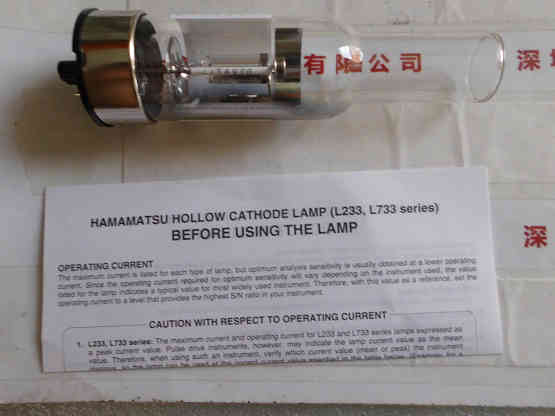 有限公司
深圳
深
HAMAMATSU HOLLOW CATHODE LAMP (L233, L733 series)
BEFORE USING THE LAMP
OPERATING CURRENT
The maximum current is listed for each type of lamp, but optimum analysis sensitivity is usually obtained at a lower operating
current. Since the operating current required for optimum sensitivity will vary depending on the instrument used, the value
listed for the lamp indicates a typical value for most widely used instrument. Therefore, with this value as a reference, set the
operating current to a level that provides the highest S/N ratio in your instrument.
CAUTION WITH RESPECT TO OPERATING CURRENT
1. L233, L733 series: The maximum current and operating current for L233 and L733 series lamps expressed as
a peak current value. Pulse drive instruments, however, may indicate the lamp current value as the mean
value. Therefore, when using such an instrument, verify which current value (mean or peak) the instrument